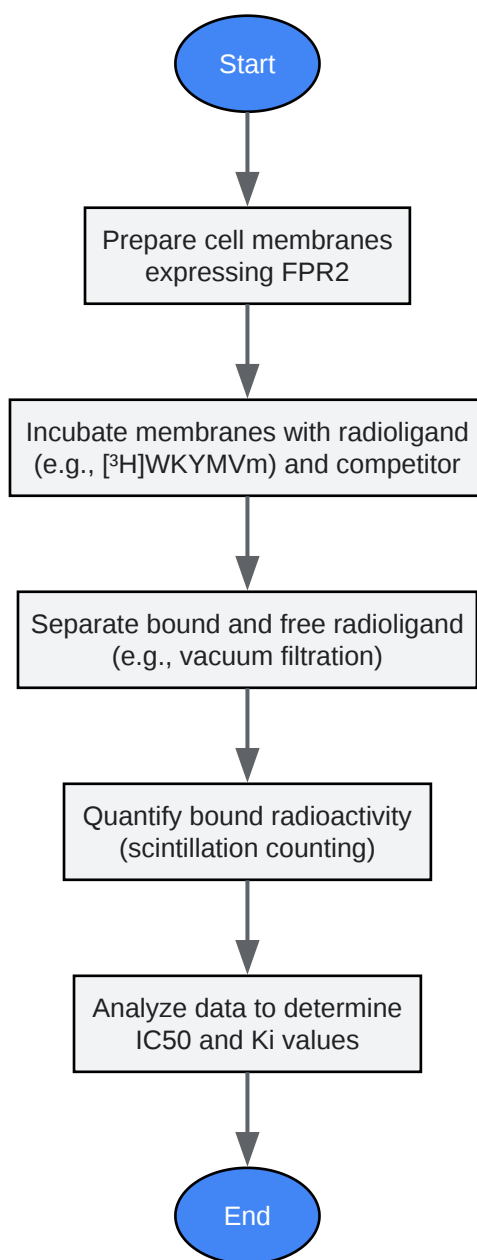 Start
Prepare cell membranes
expressing FPR2
Incubate membranes with radioligand
(e.g., [³H]WKYMVm) and competitor
Separate bound and free radioligand
(e.g., vacuum filtration)
Quantify bound radioactivity
(scintillation counting)
Analyze data to determine
IC50 and Ki values
End